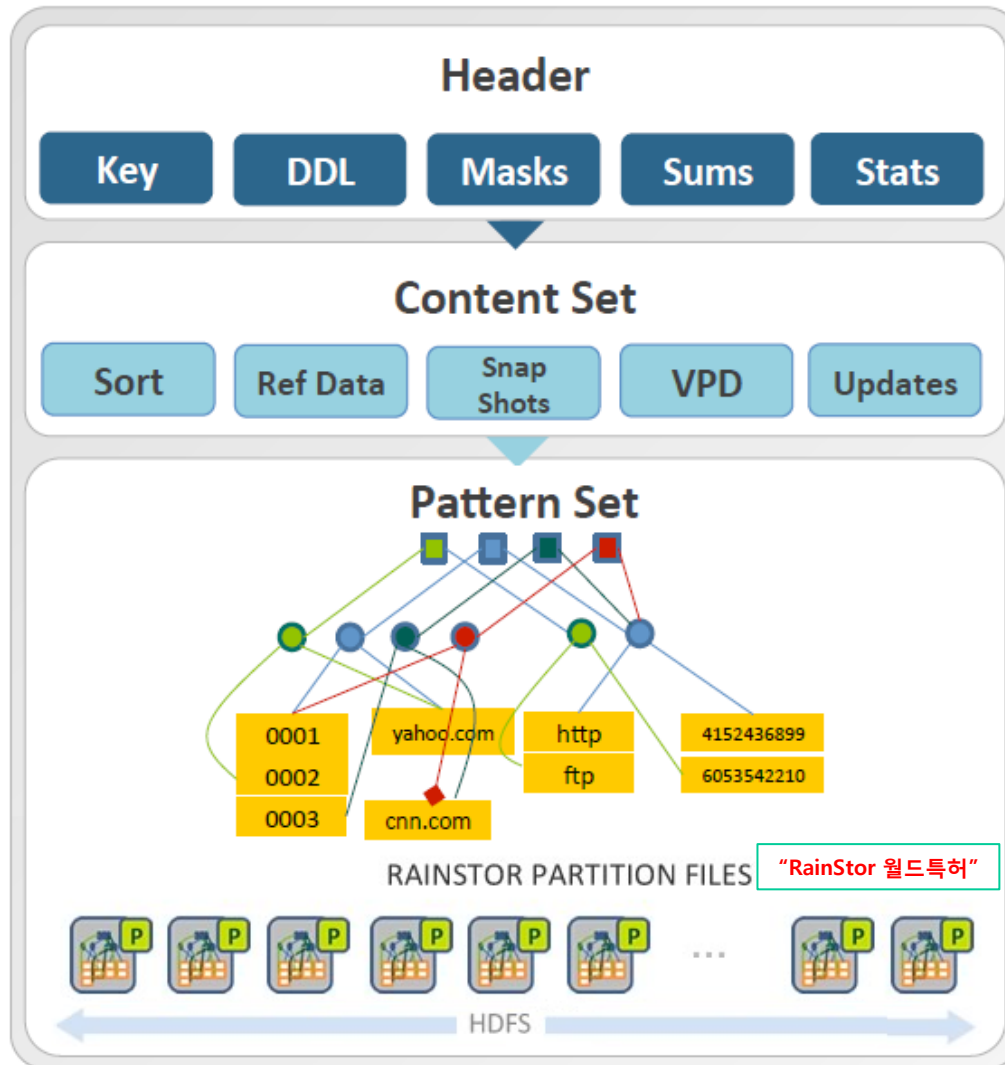 Header
Key DDL Masks Sums Stats
Content Set
Sort Ref Data Snap Shots VPD Updates
Pattern Set
0001 yahoo.com http 4152436899
0002 ftp 6053542210
0003 cnn.com
RAINSTOR PARTITION FILES “RainStor 월드특허”
P P P P P P ... P P
HDFS